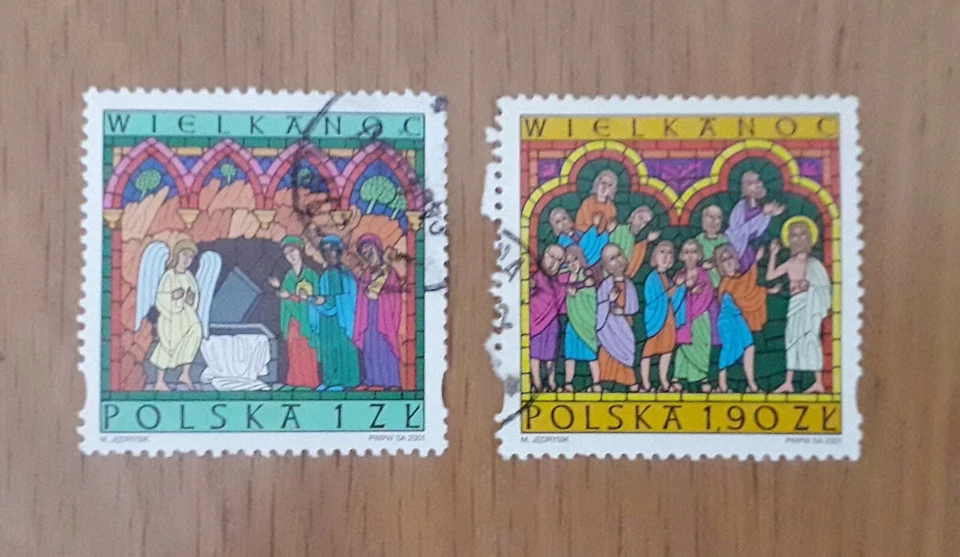 WIELKANOC
POLSKA 1 ZŁ
M. JĘDRYSIK PWPW SA 2001
WIELKANOC
POLSKA 1,90 ZŁ
M. JĘDRYSIK PWPW SA 2001